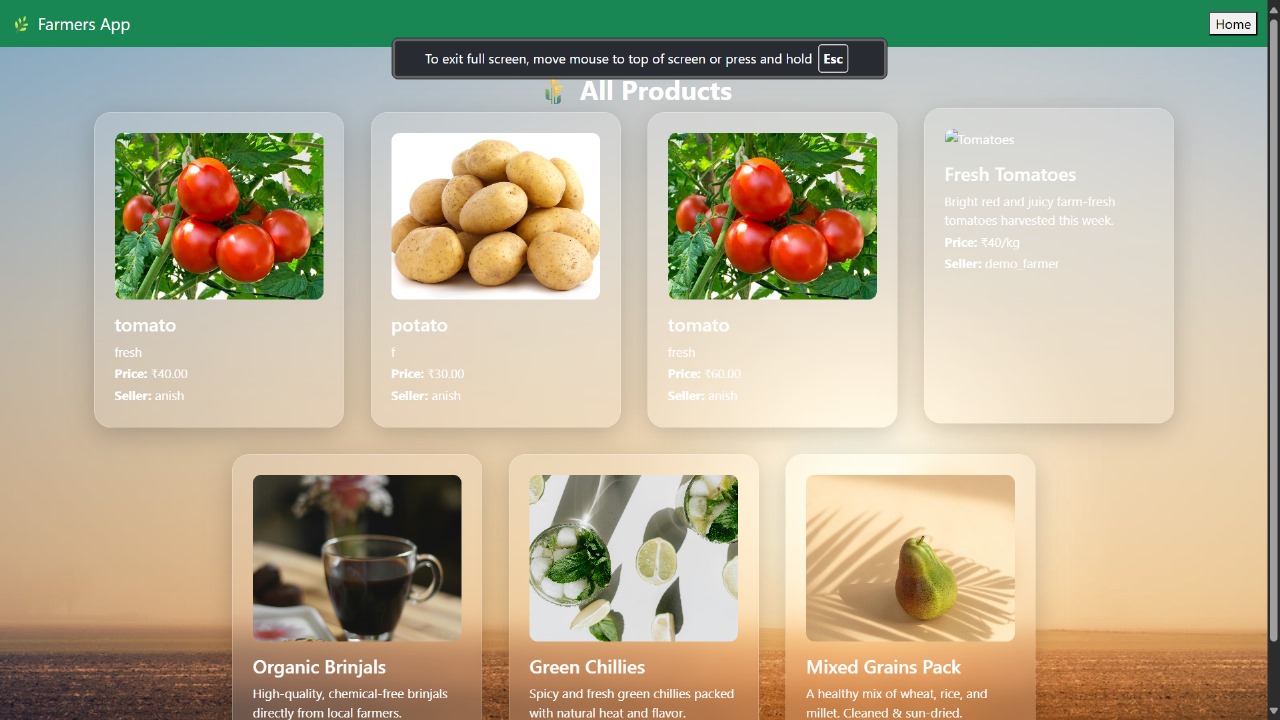 Farmers App
Home
To exit full screen, move mouse to top of screen or press and hold Esc
All Products
tomato
fresh
Price: ₹40.00
Seller: anish
potato
f
Price: ₹30.00
Seller: anish
tomato
fresh
Price: ₹60.00
Seller: anish
Tomatoes
Fresh Tomatoes
Bright red and juicy farm-fresh
tomatoes harvested this week.
Price: ₹40/kg
Seller: demo_farmer
Organic Brinjals
High-quality, chemical-free brinjals
directly from local farmers.
Green Chillies
Spicy and fresh green chillies packed
with natural heat and flavor.
Mixed Grains Pack
A healthy mix of wheat, rice, and
millet. Cleaned & sun-dried.